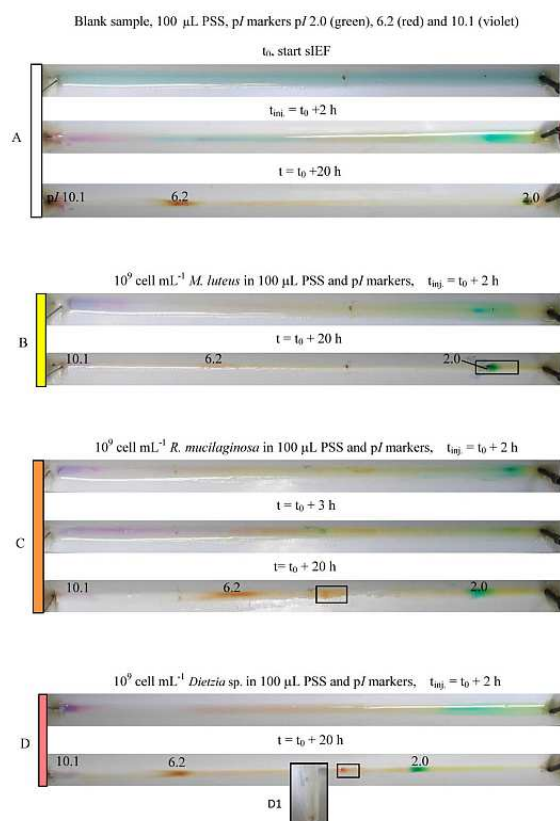 Blank sample, 100 µL PSS, pI markers pI 2.0 (green), 6.2 (red) and 10.1 (violet)
t₀, start sIEF
t_inj. = t₀ +2 h
A
t = t₀ +20 h
pI 10.1 6.2 2.0
10⁹ cell mL⁻¹ M. luteus in 100 µL PSS and pI markers, t_inj. = t₀ + 2 h
B
t = t₀ + 20 h
10.1 6.2 2.0
10⁹ cell mL⁻¹ R. mucilaginosa in 100 µL PSS and pI markers, t_inj. = t₀ + 2 h
t = t₀ + 3 h
C
t= t₀ + 20 h
10.1 6.2 2.0
10⁹ cell mL⁻¹ Dietzia sp. in 100 µL PSS and pI markers, t_inj. = t₀ + 2 h
D
t = t₀ + 20 h
10.1 6.2 2.0
D1